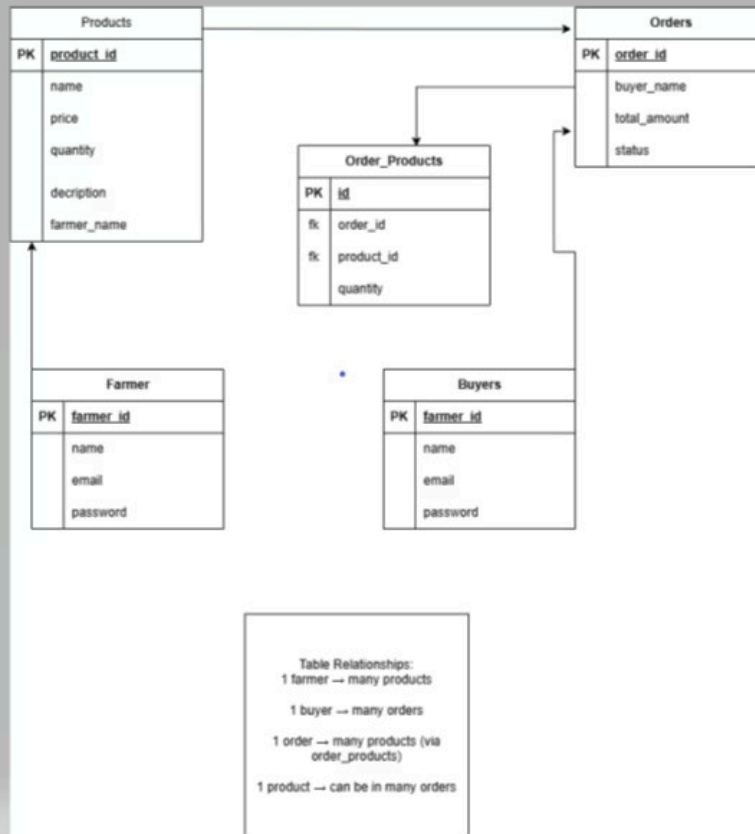 Products
PK product_id
name
price
quantity
decription
farmer_name
Orders
PK order_id
buyer_name
total_amount
status
Order_Products
PK id
fk order_id
fk product_id
quantity
Farmer
PK farmer_id
name
email
password
Buyers
PK farmer_id
name
email
password
Table Relationships:
1 farmer → many products
1 buyer → many orders
1 order → many products (via
order_products)
1 product → can be in many orders